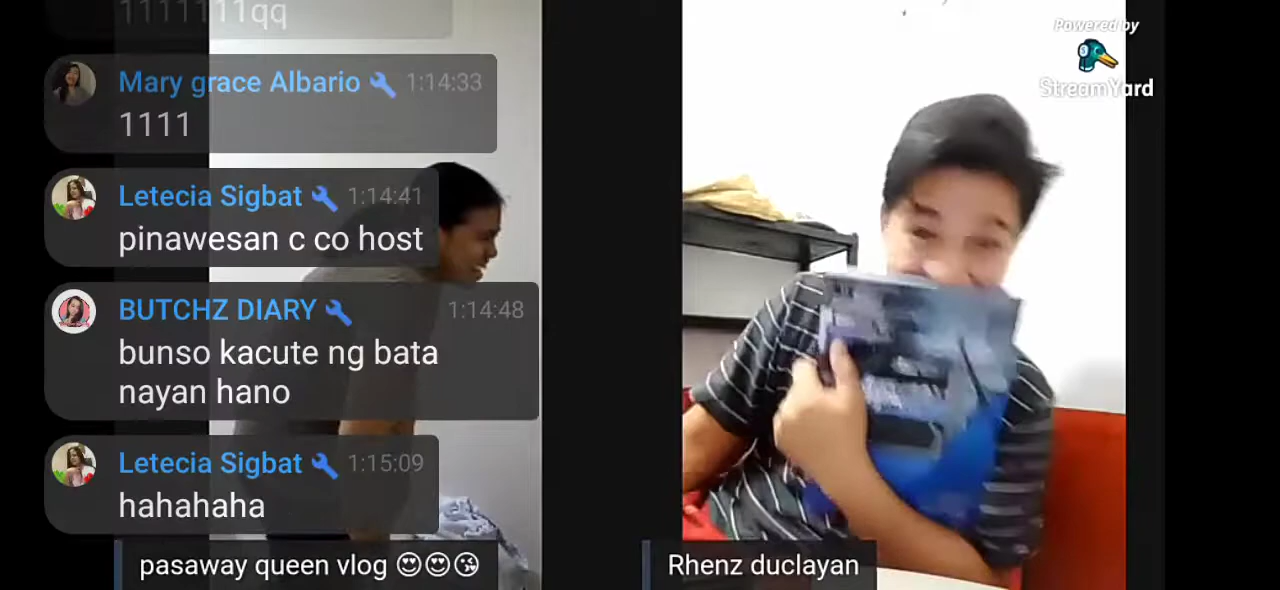 1111111qq
Mary grace Albario 1:14:33
1111
Letecia Sigbat 1:14:41
pinawesan c co host
BUTCHZ DIARY 1:14:48
bunso kacute ng bata
nayan hano
Letecia Sigbat 1:15:09
hahahaha
pasaway queen vlog 😍😍😘
Rhenz duclayan
Powered by
StreamYard